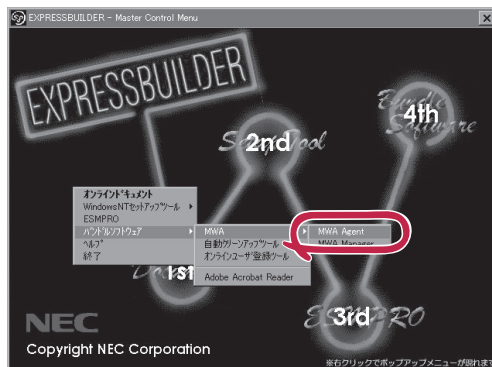 EXPRESSBUILDER - Master Control Menu
EXPRESSBUILDER
2nd
4th
Bundle Software
オンラインドキュメント
WindowsNTセットアップツール
ESMPRO
バンドルソフトウェア
ヘルプ
終了
MWA
自動クリーンアップツール
オンラインユーザ登録ツール
Adobe Acrobat Reader
MWA Agent
MWA Manager
1st
3rd
ESMPRO
NEC
Copyright NEC Corporation
※右クリックでポップアップメニューが現れます